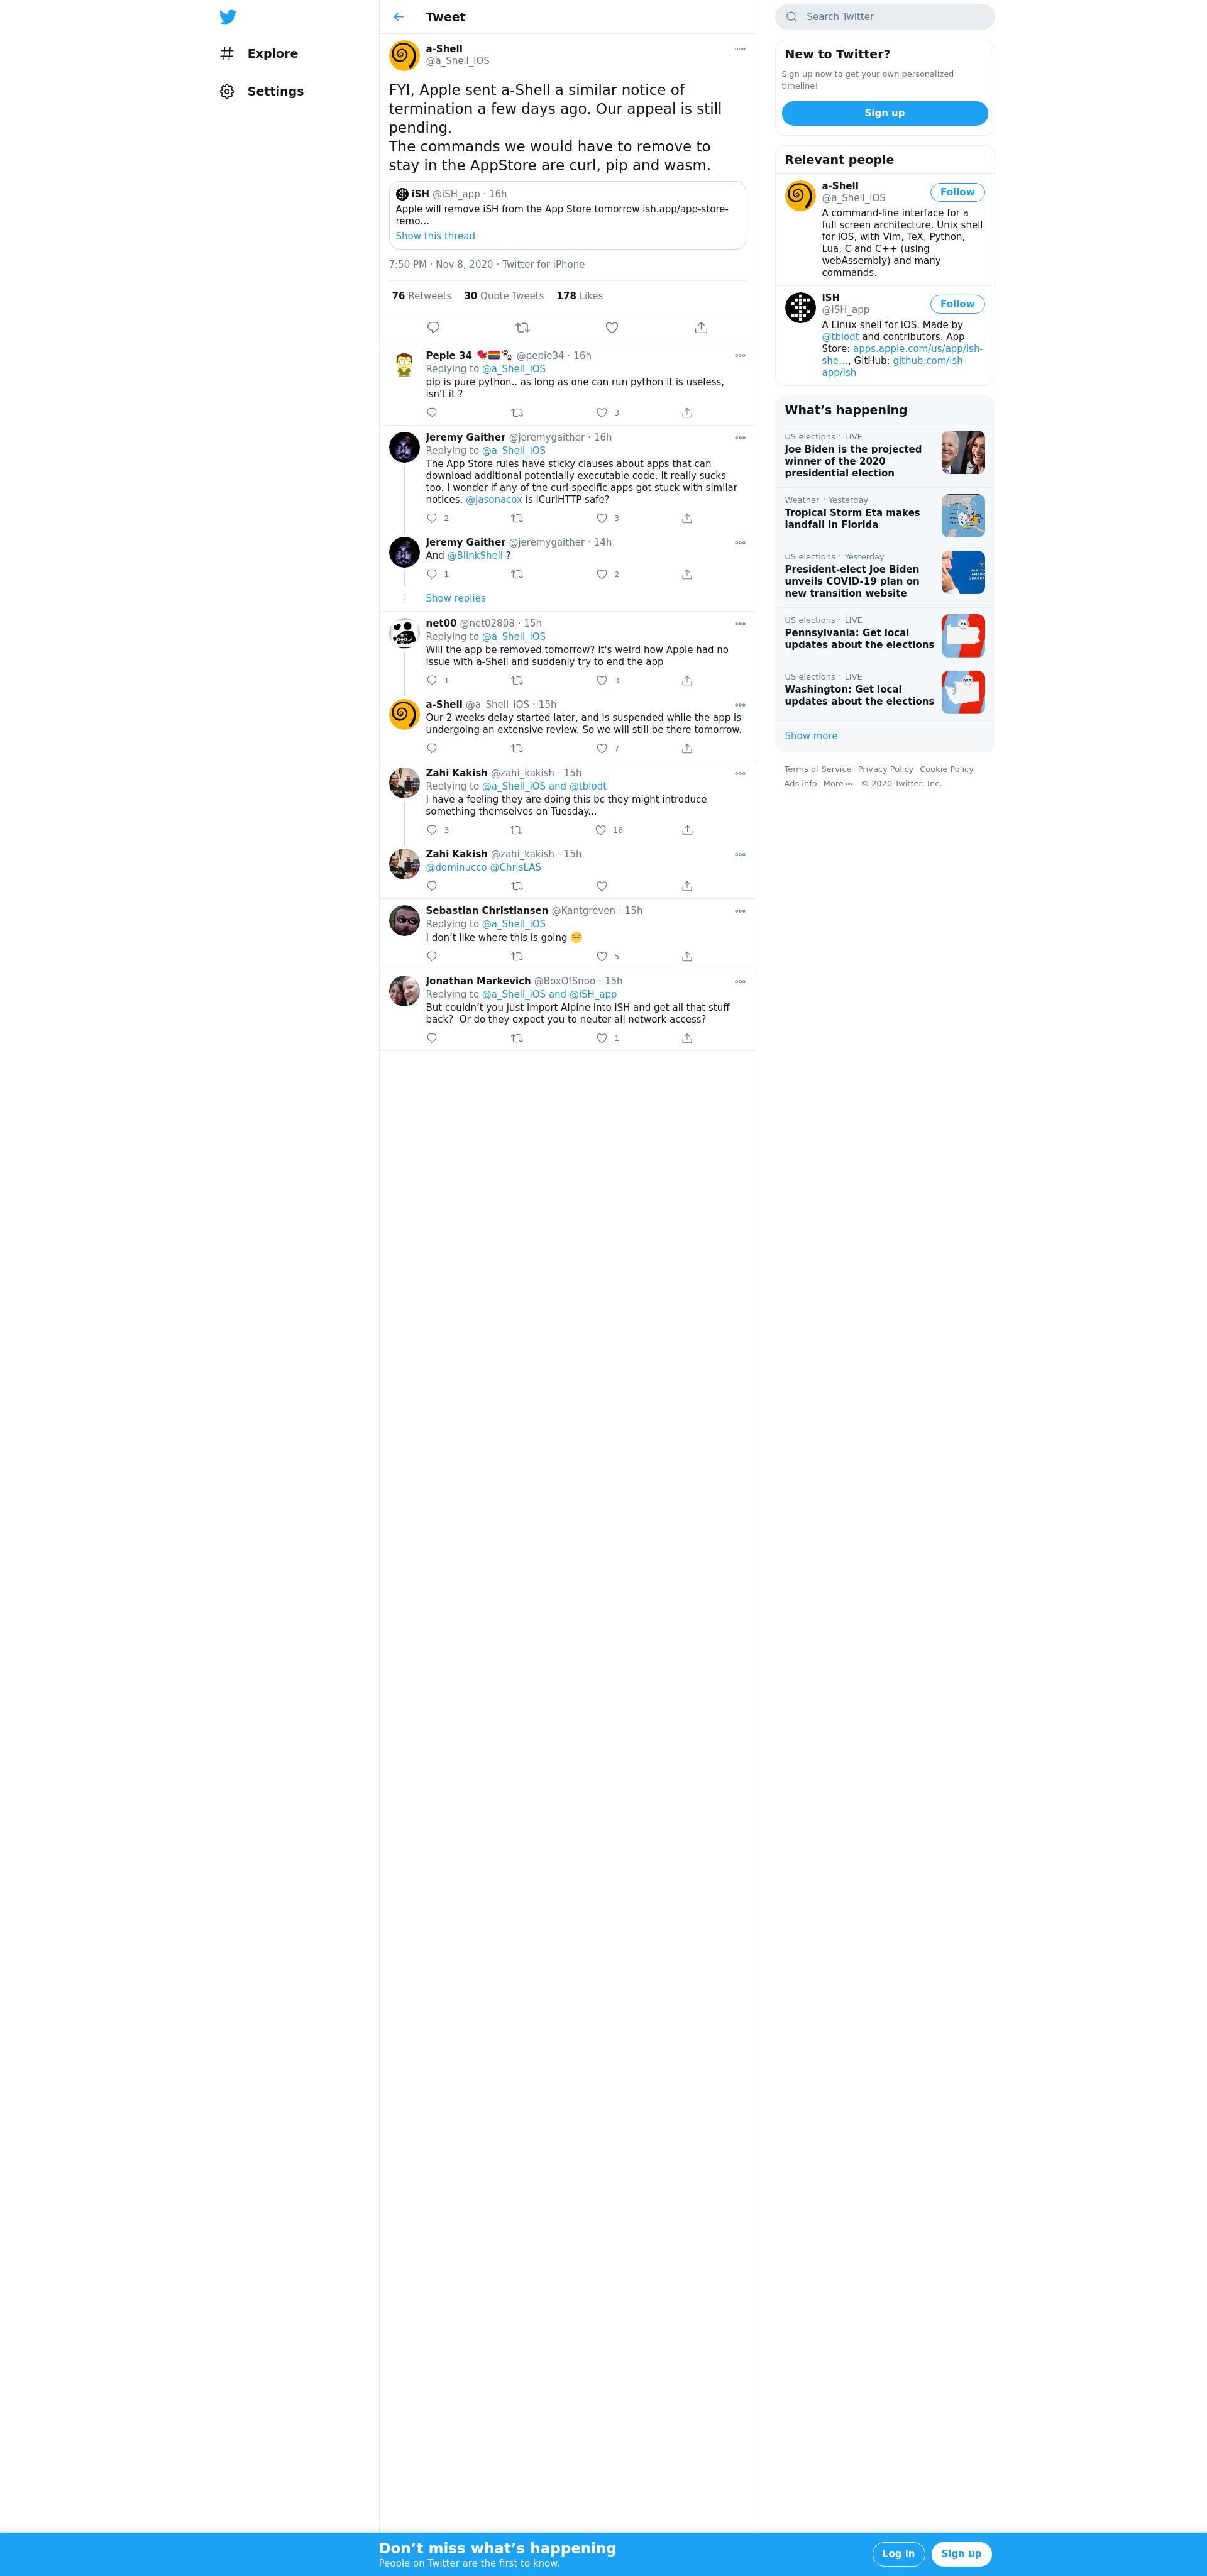 Explore
Settings
Tweet
a-Shell
@a_Shell_iOS
FYI, Apple sent a-Shell a similar notice of
termination a few days ago. Our appeal is still
pending.
The commands we would have to remove to
stay in the AppStore are curl, pip and wasm.
iSH @iSH_app · 16h
Apple will remove iSH from the App Store tomorrow ish.app/app-store-
remo…
Show this thread
7:50 PM · Nov 8, 2020 · Twitter for iPhone
76 Retweets 30 Quote Tweets 178 Likes
Pepie 34 @pepie34 · 16h
Replying to @a_Shell_iOS
pip is pure python.. as long as one can run python it is useless,
isn't it ?
3
Jeremy Gaither @jeremygaither · 16h
Replying to @a_Shell_iOS
The App Store rules have sticky clauses about apps that can
download additional potentially executable code. It really sucks
too. I wonder if any of the curl-specific apps got stuck with similar
notices. @jasonacox is iCurlHTTP safe?
2 3
Jeremy Gaither @jeremygaither · 14h
And @BlinkShell ?
1 2
Show replies
net00 @net02808 · 15h
Replying to @a_Shell_iOS
Will the app be removed tomorrow? It's weird how Apple had no
issue with a-Shell and suddenly try to end the app
1 3
a-Shell @a_Shell_iOS · 15h
Our 2 weeks delay started later, and is suspended while the app is
undergoing an extensive review. So we will still be there tomorrow.
7
Zahi Kakish @zahi_kakish · 15h
Replying to @a_Shell_iOS and @tblodt
I have a feeling they are doing this bc they might introduce
something themselves on Tuesday...
3 16
Zahi Kakish @zahi_kakish · 15h
@dominucco @ChrisLAS
Sebastian Christiansen @Kantgreven · 15h
Replying to @a_Shell_iOS
I don’t like where this is going
5
Jonathan Markevich @BoxOfSnoo · 15h
Replying to @a_Shell_iOS and @iSH_app
But couldn’t you just import Alpine into iSH and get all that stuff
back? Or do they expect you to neuter all network access?
1
Search Twitter
New to Twitter?
Sign up now to get your own personalized
timeline!
Sign up
Relevant people
a-Shell
@a_Shell_iOS
Follow
A command-line interface for a
full screen architecture. Unix shell
for iOS, with Vim, TeX, Python,
Lua, C and C++ (using
webAssembly) and many
commands.
iSH
@iSH_app
Follow
A Linux shell for iOS. Made by
@tblodt and contributors. App
Store: apps.apple.com/us/app/ish-
she…, GitHub: github.com/ish-
app/ish
What’s happening
US elections · LIVE
Joe Biden is the projected
winner of the 2020
presidential election
Weather · Yesterday
Tropical Storm Eta makes
landfall in Florida
US elections · Yesterday
President-elect Joe Biden
unveils COVID-19 plan on
new transition website
US elections · LIVE
Pennsylvania: Get local
updates about the elections
PA
US elections · LIVE
Washington: Get local
updates about the elections
WA
Show more
Terms of Service Privacy Policy Cookie Policy
Ads info More © 2020 Twitter, Inc.
Don’t miss what’s happening
People on Twitter are the first to know.
Log in
Sign up